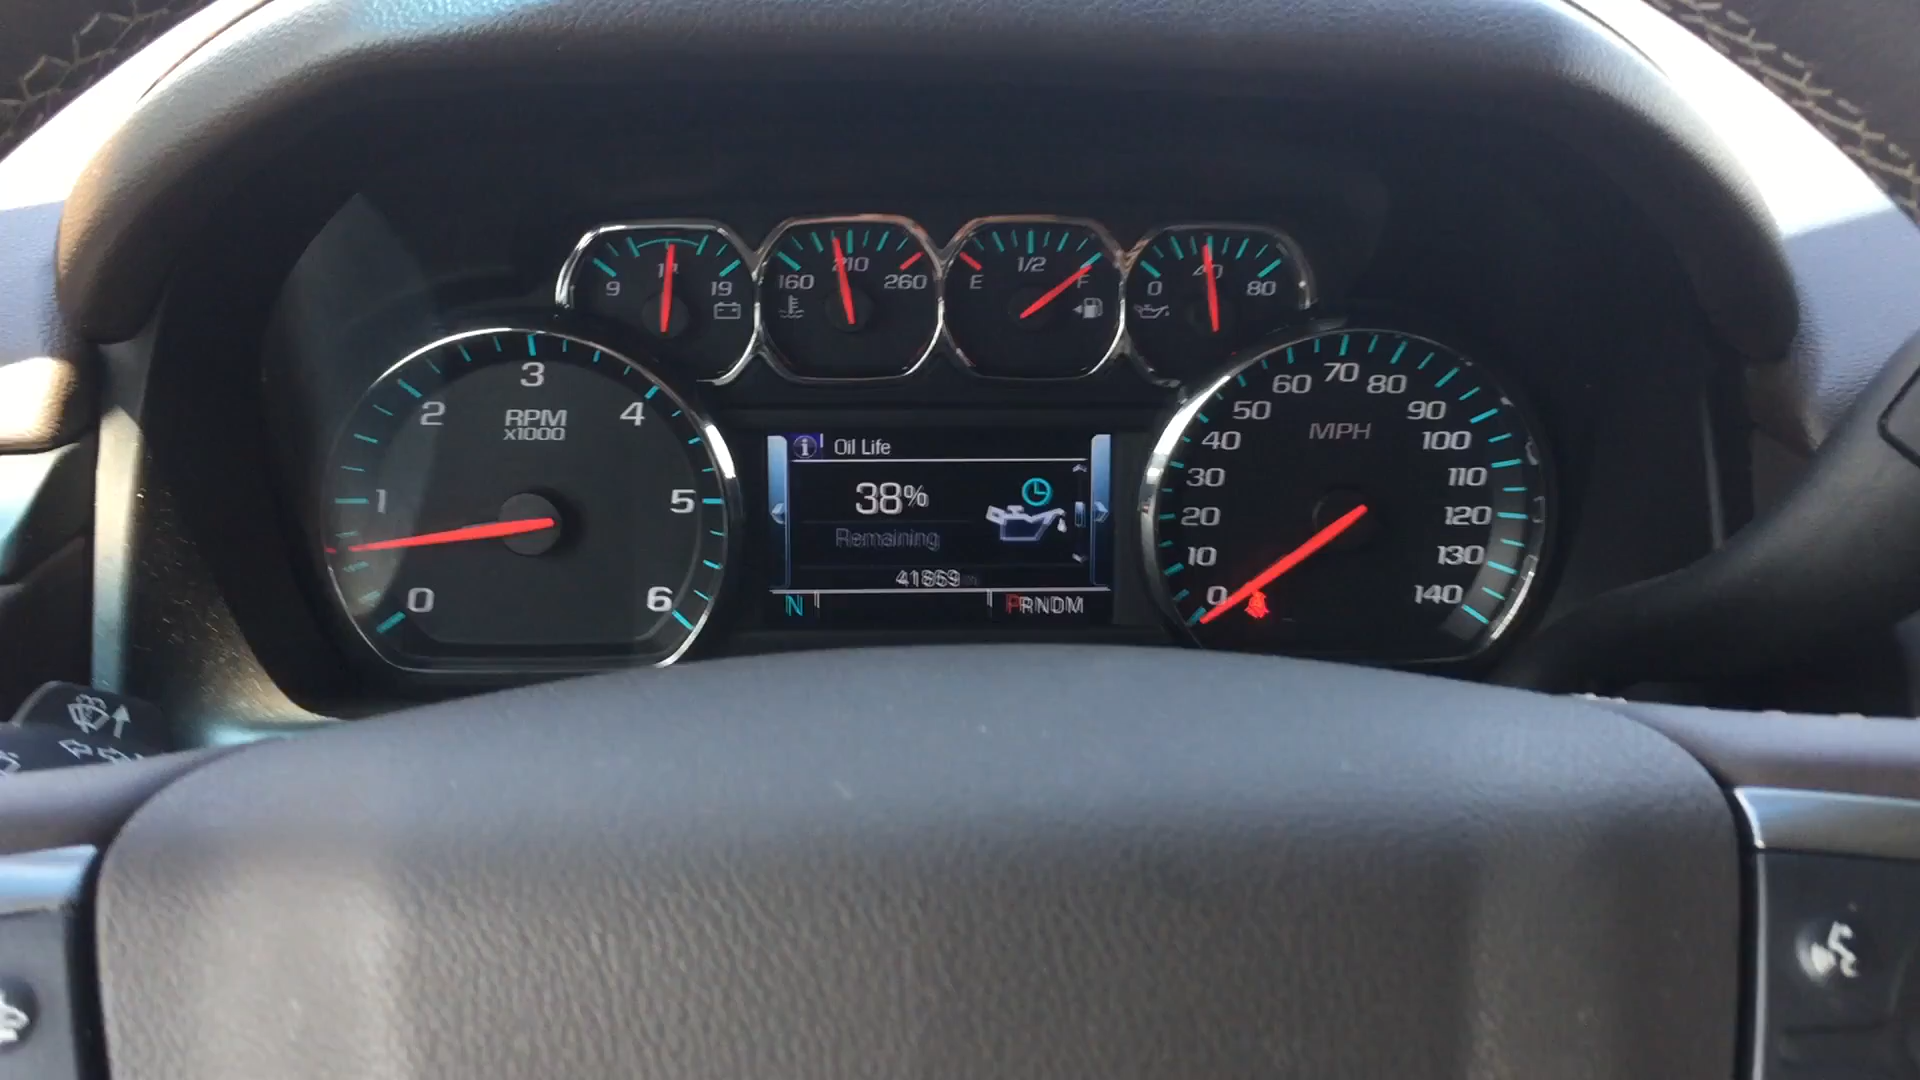 9 14 19
160 210 260
E 1/2 F
0 40 80
0 1 2 3 4 5 6
RPM
x1000
Oil Life
38%
Remaining
N
PRNDM
0 10 20 30 40 50 60 70 80 90 100 110 120 130 140
MPH